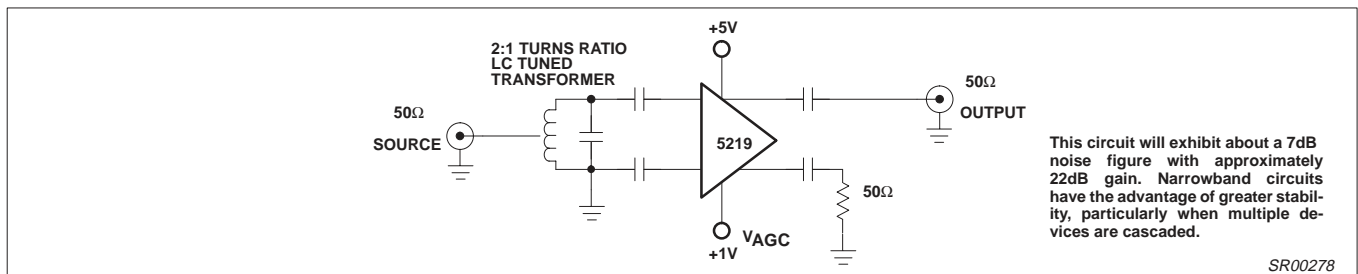 +5V
2:1 TURNS RATIO
LC TUNED
TRANSFORMER
50Ω
SOURCE
5219
50Ω
OUTPUT
50Ω
VAGC
+1V
This circuit will exhibit about a 7dB
noise figure with approximately
22dB gain. Narrowband circuits
have the advantage of greater stabil-
ity, particularly when multiple de-
vices are cascaded.
SR00278